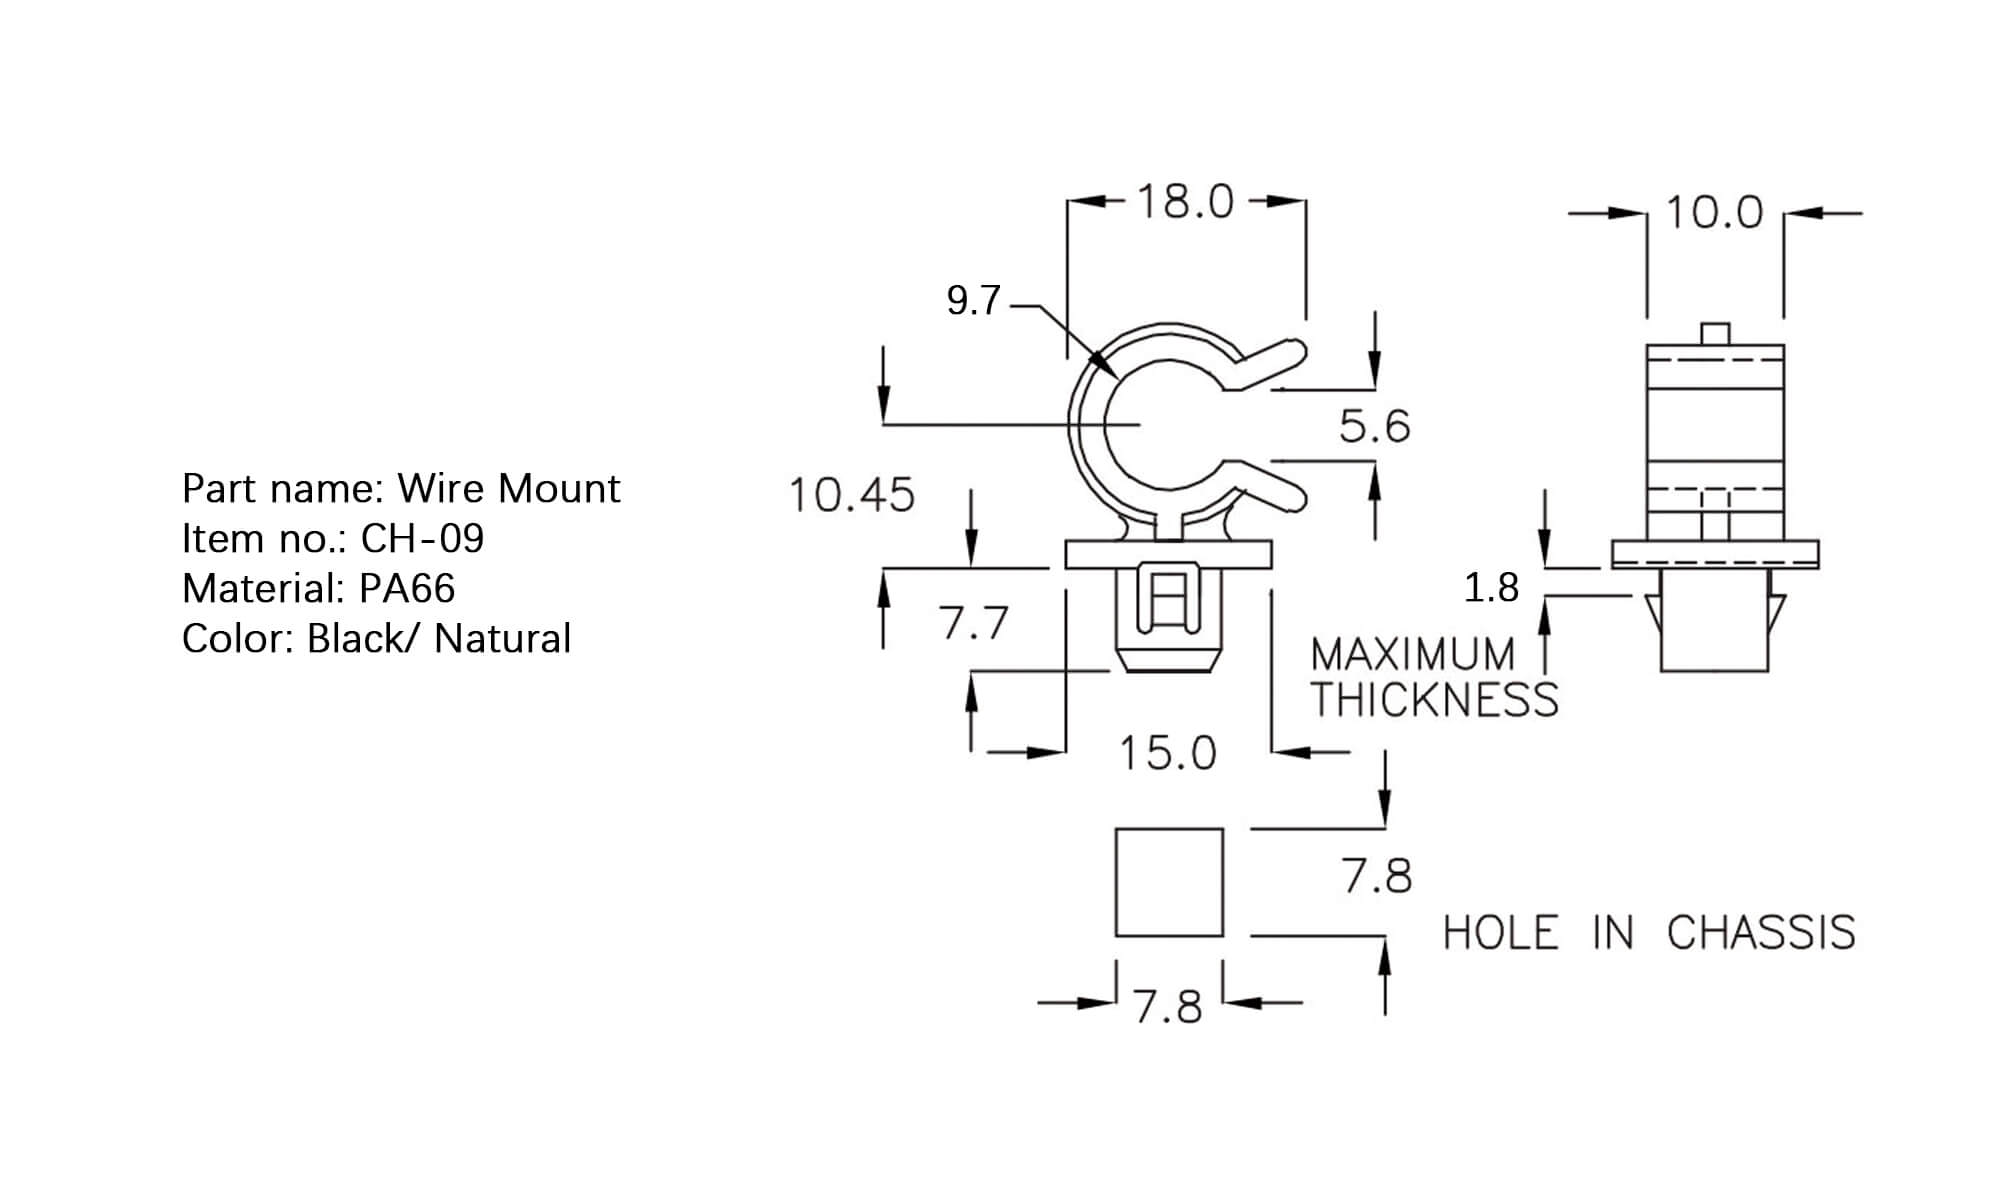 Part name: Wire Mount
Item no.: CH-09
Material: PA66
Color: Black/ Natural
18.0
10.0
9.7
5.6
10.45
1.8
7.7
MAXIMUM
THICKNESS
15.0
7.8
HOLE IN CHASSIS
7.8